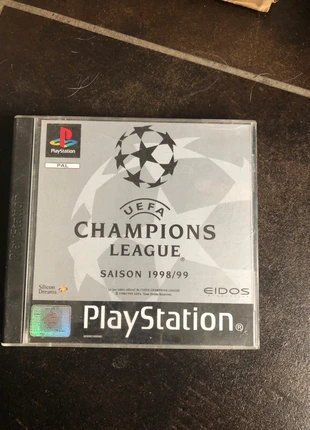 PlayStation
PAL
UEFA
CHAMPIONS
LEAGUE®
SAISON 1998/99
Silicon
Dreams
EIDOS
PlayStation®